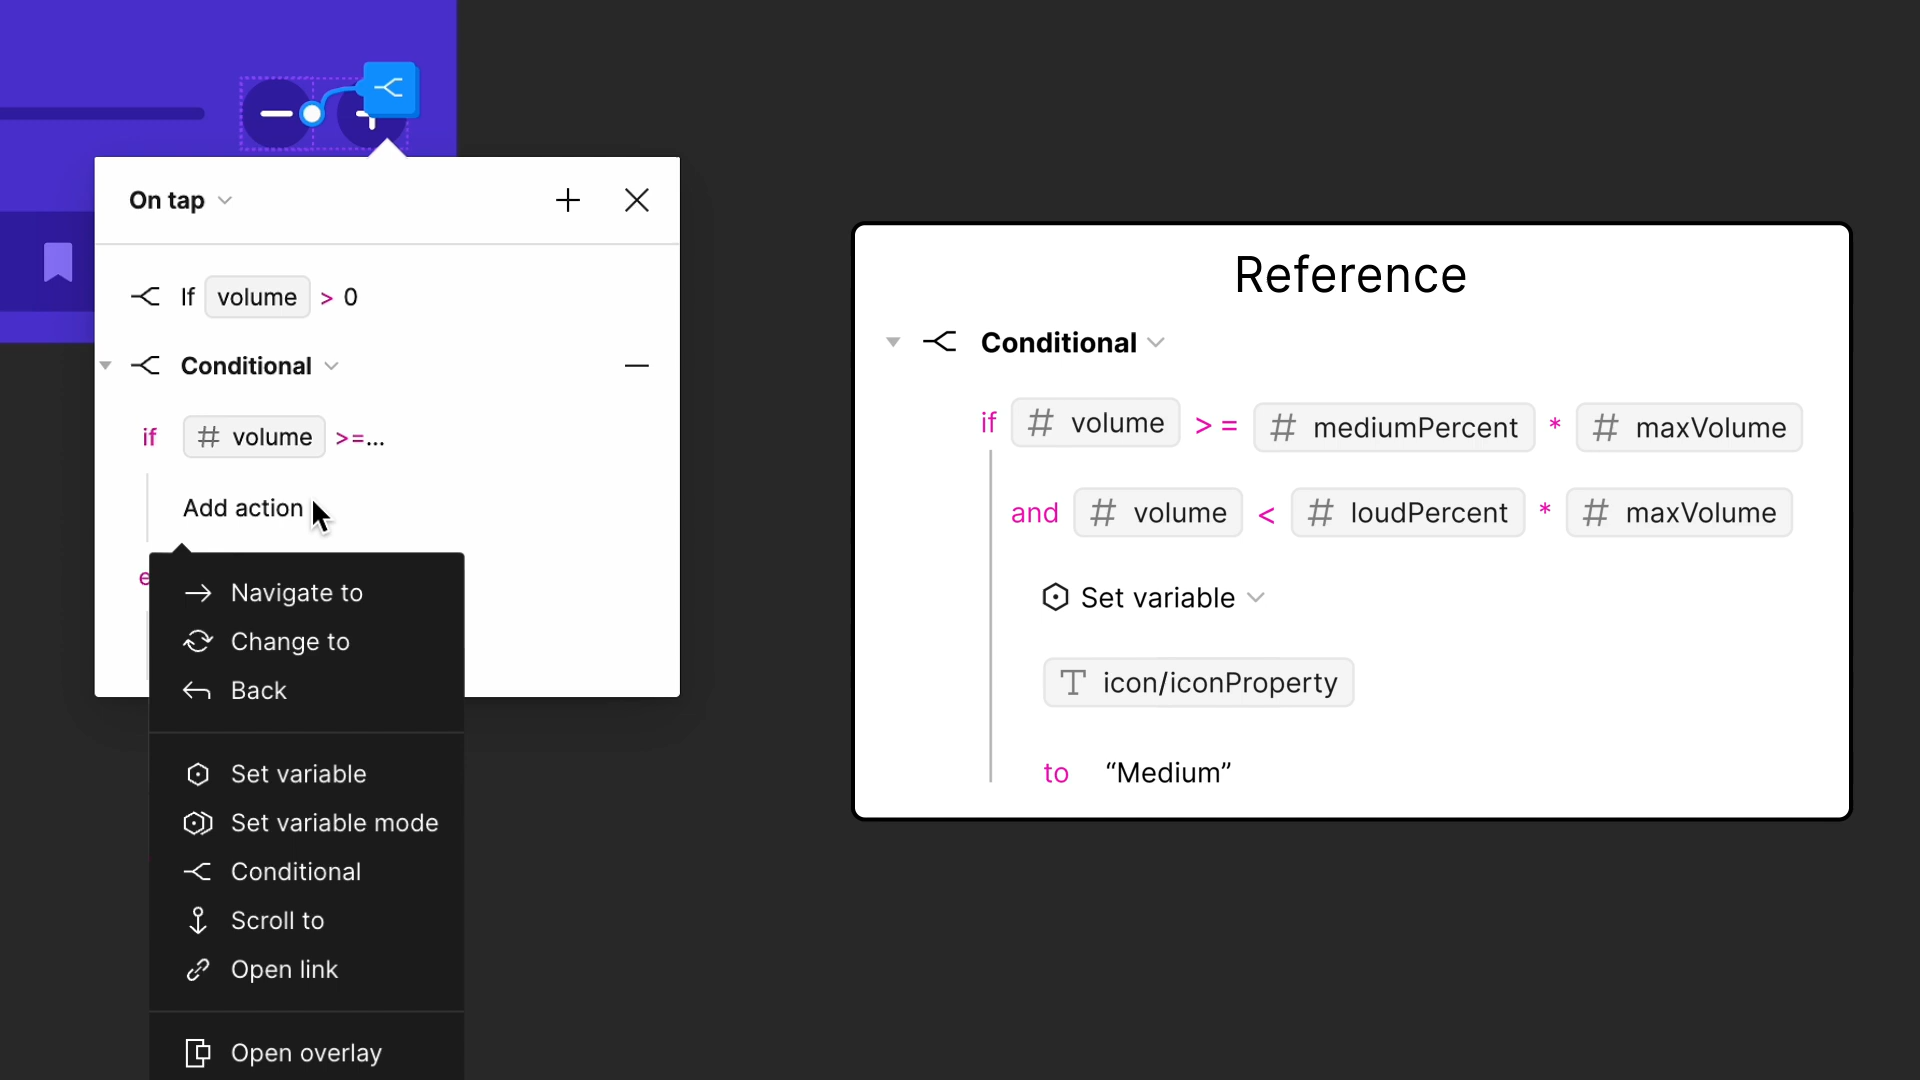 On tap
If volume > 0
Conditional
if # volume >=...
Add action
e
Navigate to
Change to
Back
Set variable
Set variable mode
Conditional
Scroll to
Open link
Open overlay
Reference
Conditional
if # volume >= # mediumPercent * # maxVolume
and # volume < # loudPercent * # maxVolume
Set variable
T icon/iconProperty
to “Medium”